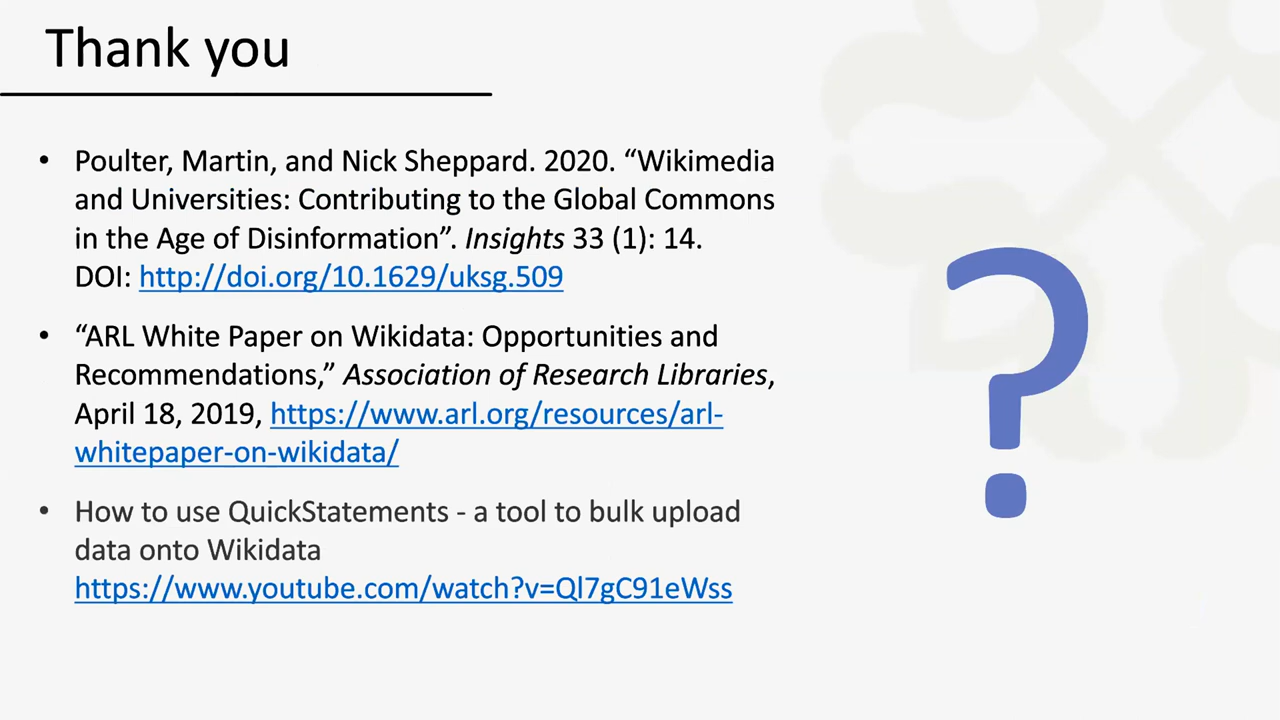 Thank you
• Poulter, Martin, and Nick Sheppard. 2020. “Wikimedia
and Universities: Contributing to the Global Commons
in the Age of Disinformation”. Insights 33 (1): 14.
DOI: http://doi.org/10.1629/uksg.509
• “ARL White Paper on Wikidata: Opportunities and
Recommendations,” Association of Research Libraries,
April 18, 2019, https://www.arl.org/resources/arl-
whitepaper-on-wikidata/
• How to use QuickStatements - a tool to bulk upload
data onto Wikidata
https://www.youtube.com/watch?v=Ql7gC91eWss
?